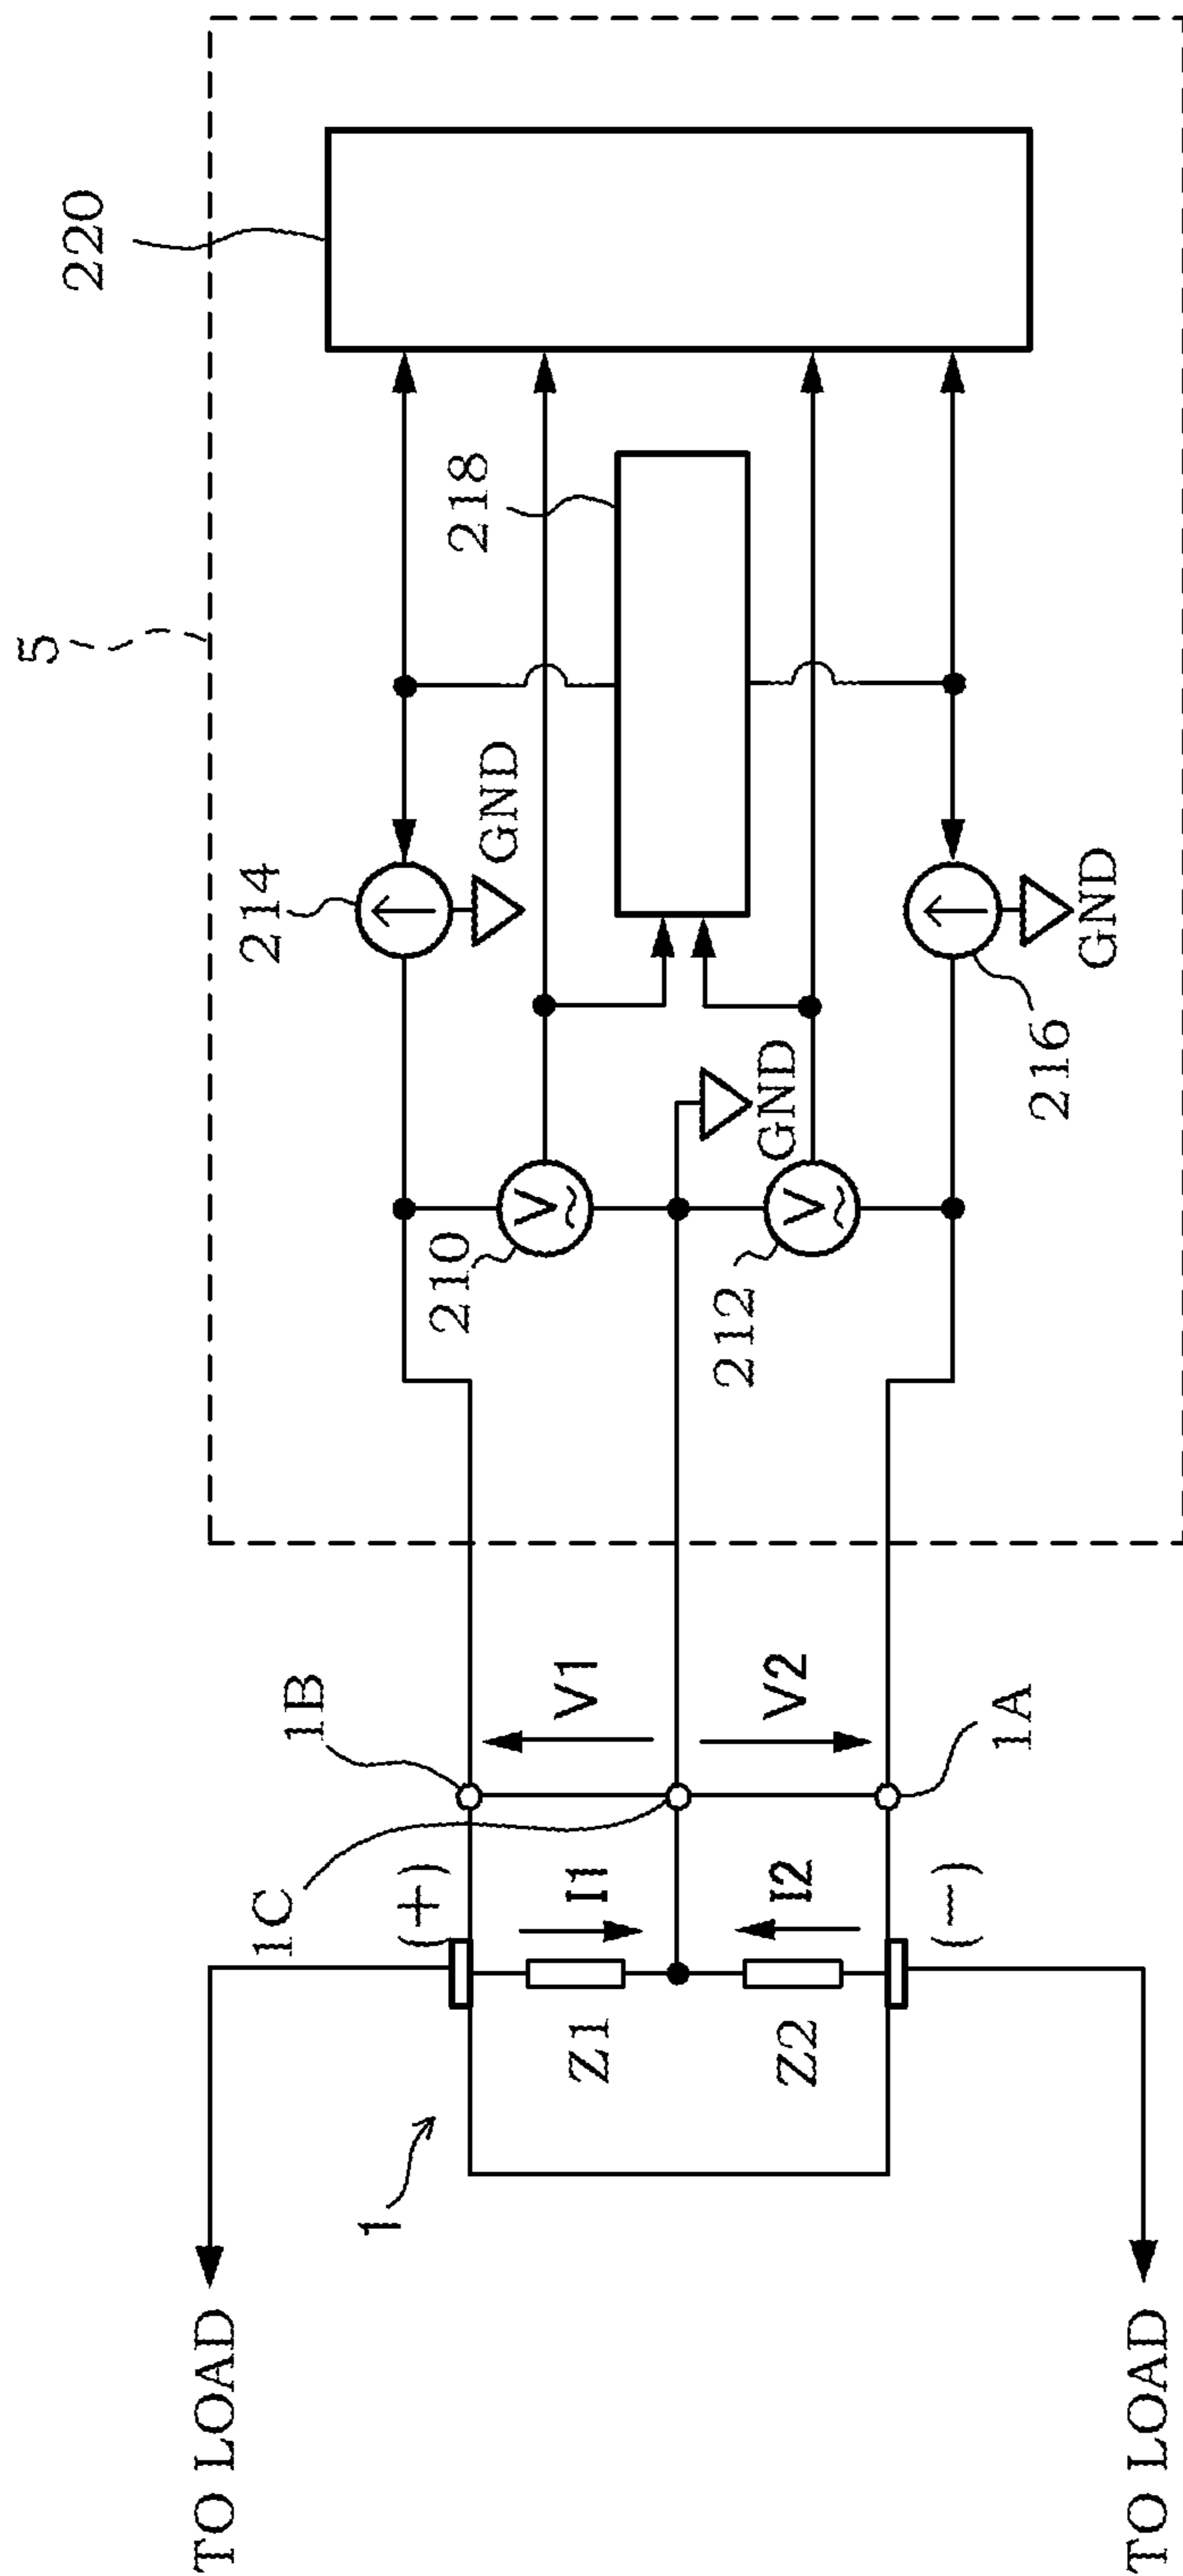 5
220
218
214
GND
GND
216
GND
210
212
V1
V2
1B
1A
1C
(+)
(−)
I1
I2
Z1
Z2
1
TO LOAD
TO LOAD
V
V